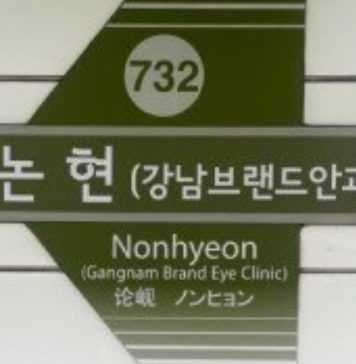 732
논 현 (강남브랜드안과
Nonhyeon
(Gangnam Brand Eye Clinic)
论岘 ノンヒョン